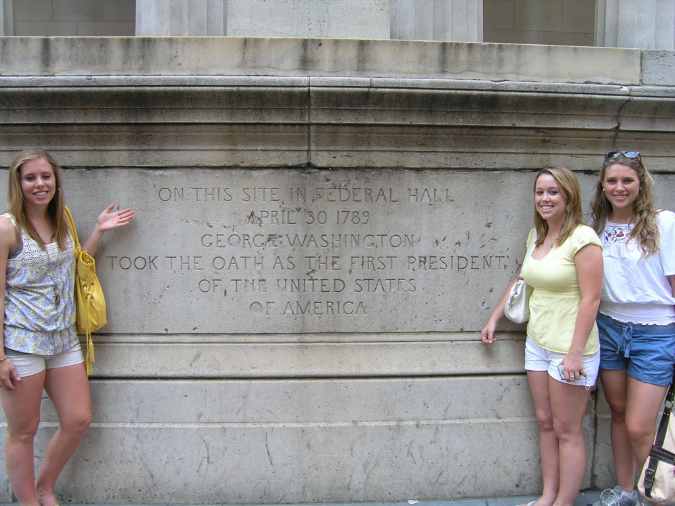 ON THIS SITE IN FEDERAL HALL
APRIL 30 1789
GEORGE WASHINGTON
TOOK THE OATH AS THE FIRST PRESIDENT
OF THE UNITED STATES
OF AMERICA